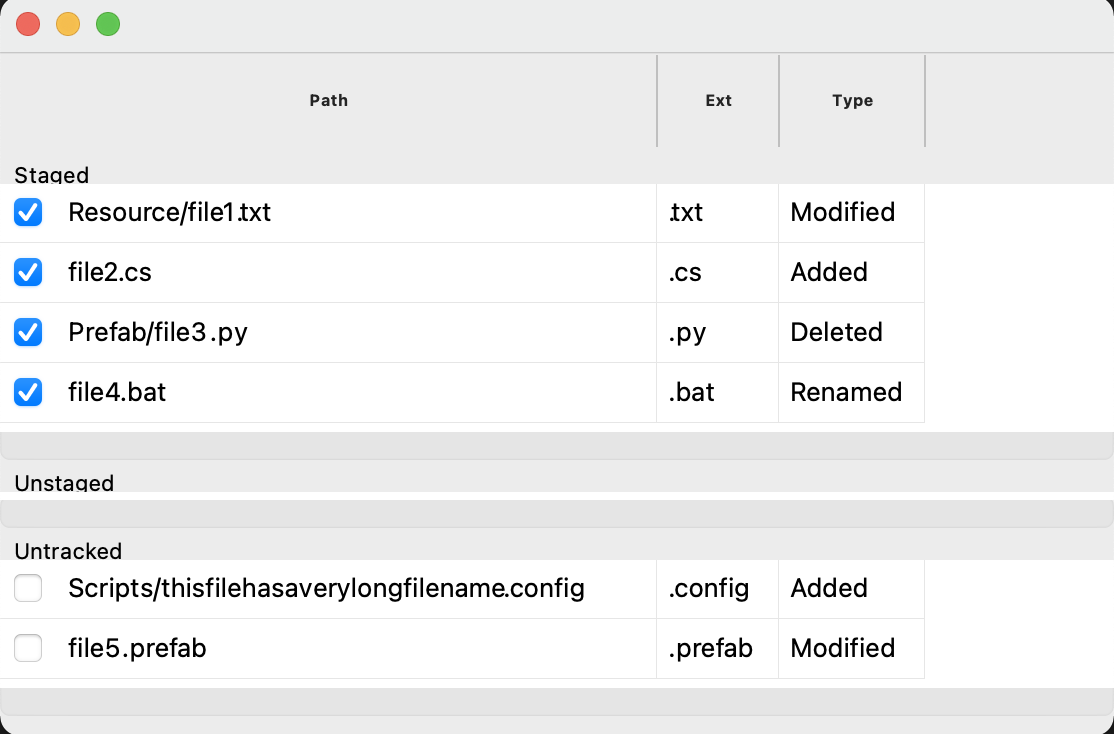 Path Ext Type
Staged
Resource/file1.txt .txt Modified
file2.cs .cs Added
Prefab/file3.py .py Deleted
file4.bat .bat Renamed
Unstaged
Untracked
Scripts/thisfilehasaverylongfilename.config .config Added
file5.prefab .prefab Modified